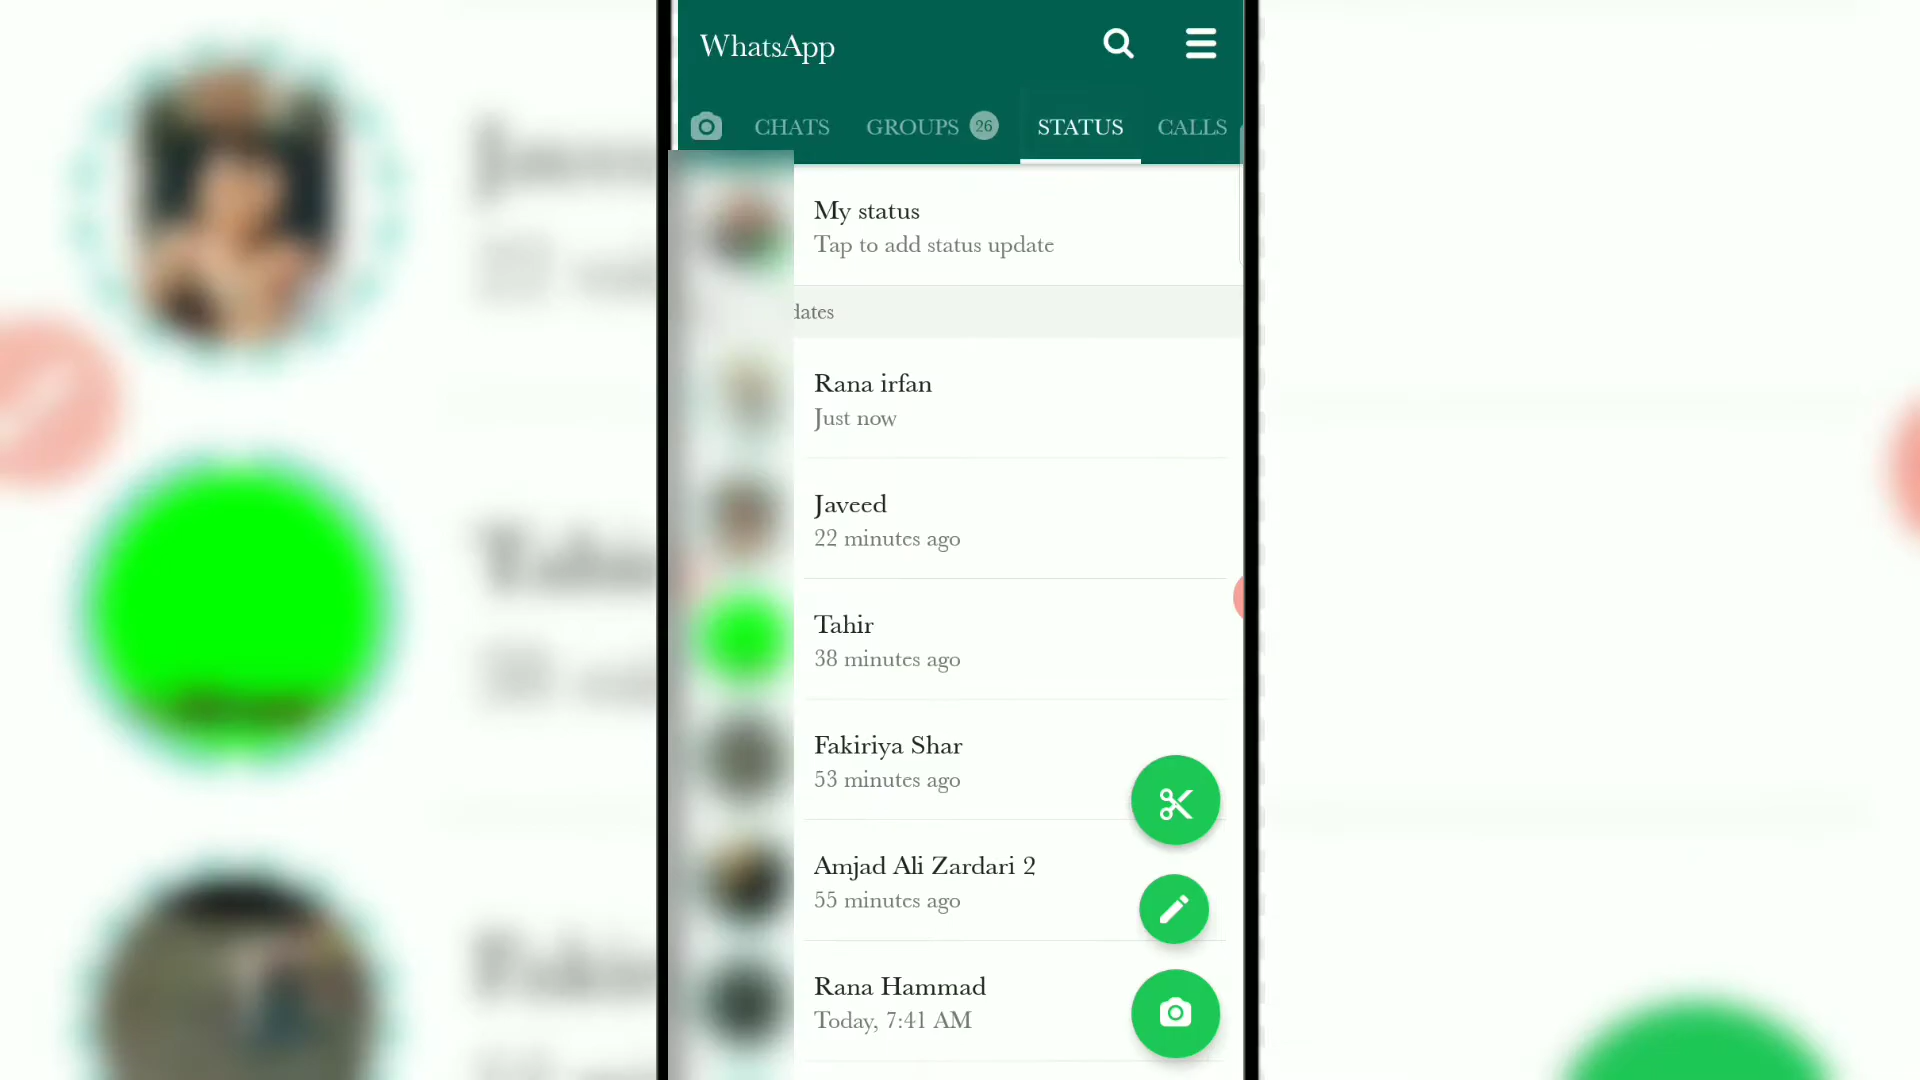 WhatsApp
CHATS GROUPS 26 STATUS CALLS
My status
Tap to add status update
dates
Rana irfan
Just now
Javeed
22 minutes ago
Tahir
38 minutes ago
Fakiriya Shar
53 minutes ago
Amjad Ali Zardari 2
55 minutes ago
Rana Hammad
Today, 7:41 AM